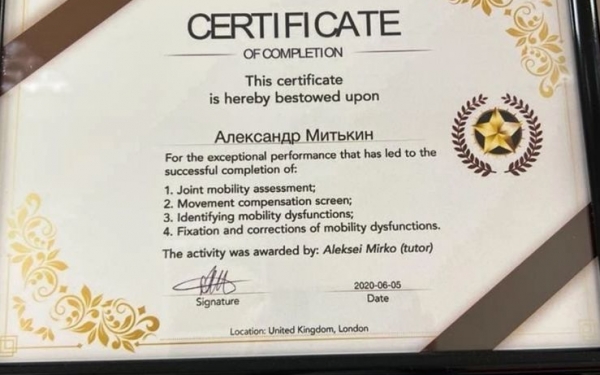 CERTIFICATE
OF COMPLETION
This certificate
is hereby bestowed upon
Александр Митькин
For the exceptional performance that has led to the
successful completion of:
1. Joint mobility assessment;
2. Movement compensation screen;
3. Identifying mobility dysfunctions;
4. Fixation and corrections of mobility dysfunctions.
The activity was awarded by: Aleksei Mirko (tutor)
2020-06-05
Signature
Date
Location: United Kingdom, London